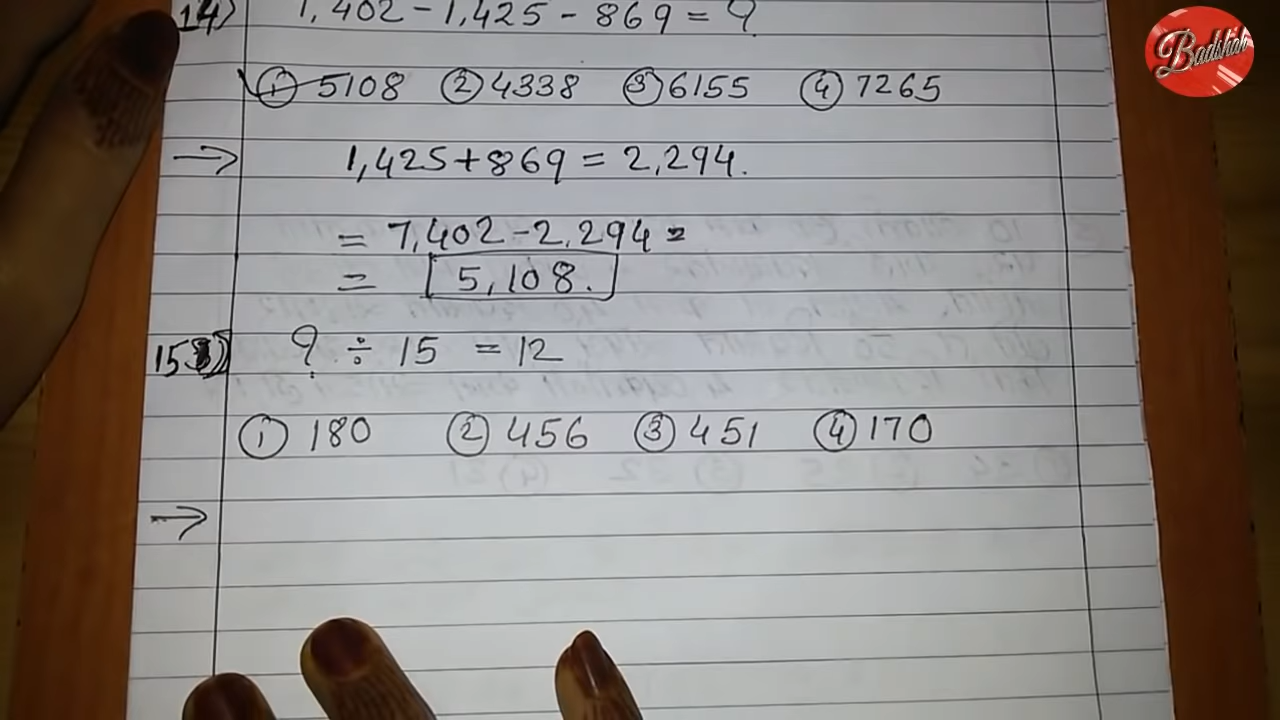 14) 7,402 - 1,425 - 869 = ?
① 5108 ② 4338 ③ 6155 ④ 7265
→ 1,425 + 869 = 2,294.
= 7,402 - 2,294 =
= 5,108.
15) ? ÷ 15 = 12
① 180 ② 456 ③ 451 ④ 170
→
Badshah